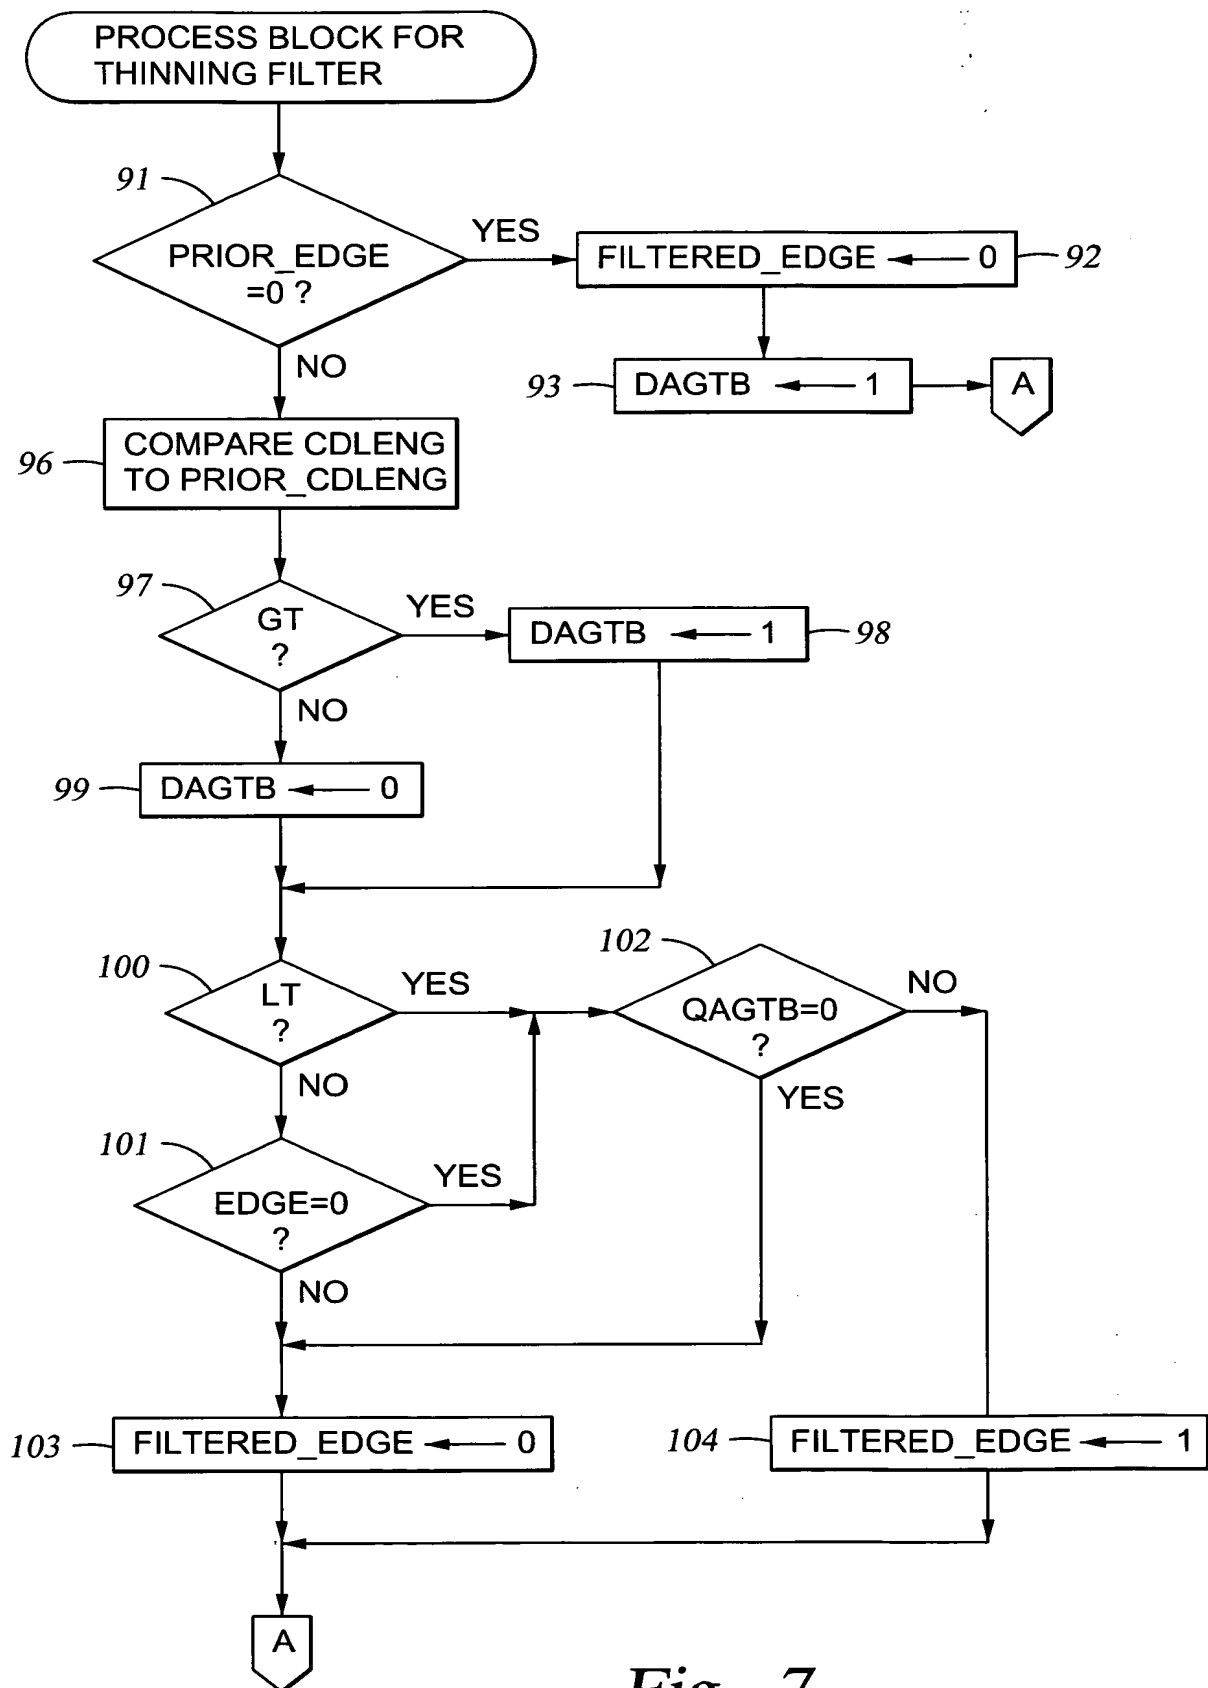 PROCESS BLOCK FOR
THINNING FILTER
91
PRIOR_EDGE
=0 ?
YES
FILTERED_EDGE ← 0
92
NO
93
DAGTB ← 1
A
96
COMPARE CDLENG
TO PRIOR_CDLENG
97
GT
?
YES
DAGTB ← 1
98
NO
99
DAGTB ← 0
100
LT
?
YES
102
QAGTB=0
?
NO
NO
YES
101
EDGE=0
?
YES
NO
103
FILTERED_EDGE ← 0
104
FILTERED_EDGE ← 1
A
Fig. 7